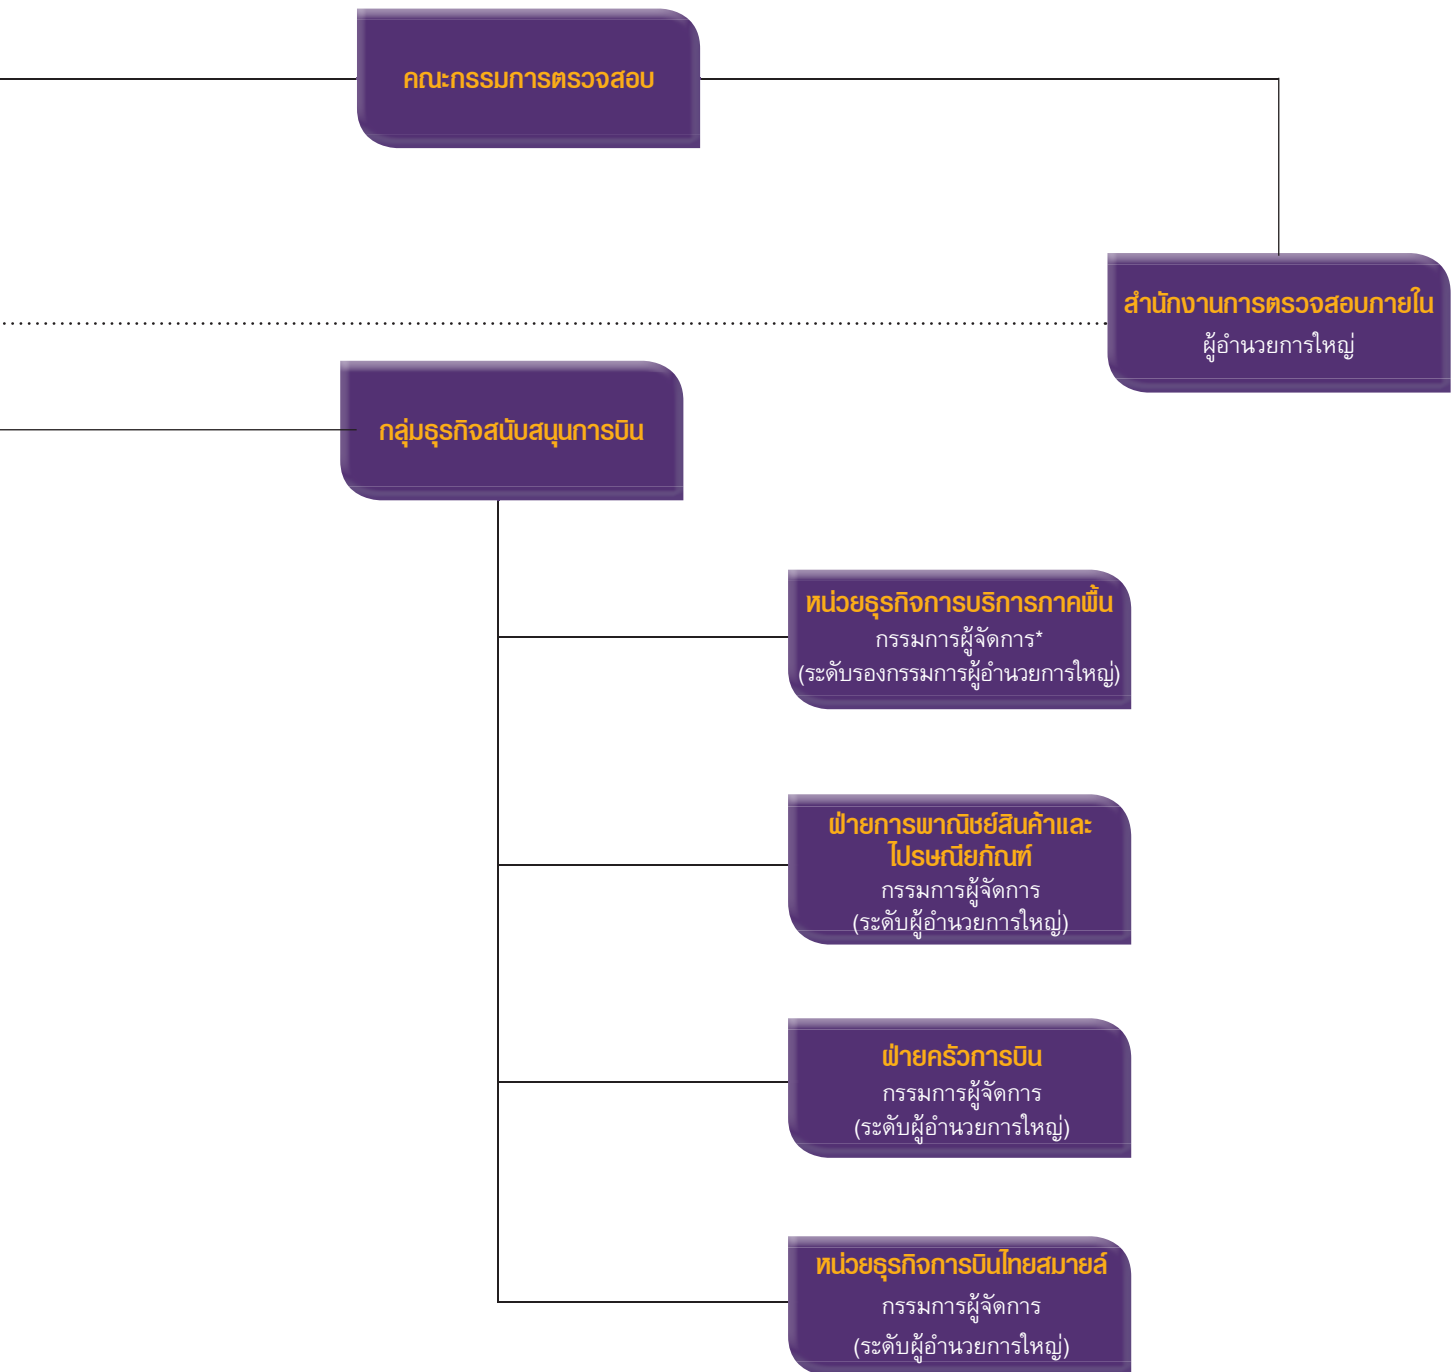 คณะกรรมการตรวจสอบ
สำนักงานการตรวจสอบภายใน
ผู้อำนวยการใหญ่
กลุ่มธุรกิจสนับสนุนการบิน
หน่วยธุรกิจการบริการภาคพื้น
กรรมการผู้จัดการ*
(ระดับรองกรรมการผู้อำนวยการใหญ่)
ฝ่ายการพาณิชย์สินค้าและ
ไปรษณียภัณฑ์
กรรมการผู้จัดการ
(ระดับผู้อำนวยการใหญ่)
ฝ่ายครัวการบิน
กรรมการผู้จัดการ
(ระดับผู้อำนวยการใหญ่)
หน่วยธุรกิจการบินไทยสมายล์
กรรมการผู้จัดการ
(ระดับผู้อำนวยการใหญ่)